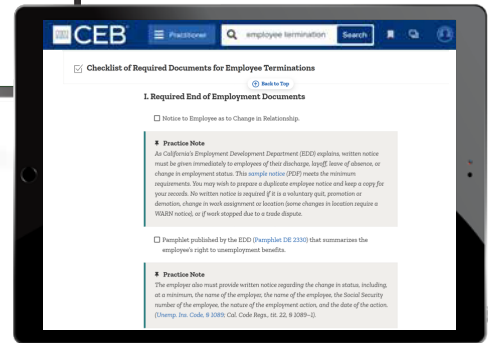 CEB
Practitioner
employee termination
Search
Checklist of Required Documents for Employee Terminations
Back to Top
I. Required End of Employment Documents
Notice to Employee as to Change in Relationship.
Practice Note
As California's Employment Development Department (EDD) explains, written notice
must be given immediately to employees of their discharge, layoff, leave of absence, or
change in employment status. This sample notice (PDF) meets the minimum
requirements. You may wish to prepare a duplicate employee notice and keep a copy for
your records. No written notice is required if it is a voluntary quit, promotion or
demotion, change in work assignment or location (some changes in location require a
WARN notice), or if work stopped due to a trade dispute.
Pamphlet published by the EDD (Pamphlet DE 2330) that summarizes the
employee's right to unemployment benefits.
Practice Note
The employer also must provide written notice regarding the change in status, including,
at a minimum, the name of the employer, the name of the employee, the Social Security
number of the employee, the nature of the employment action, and the date of the action.
(Unemp. Ins. Code, § 1089; Cal. Code Regs., tit. 22, § 1089–1).